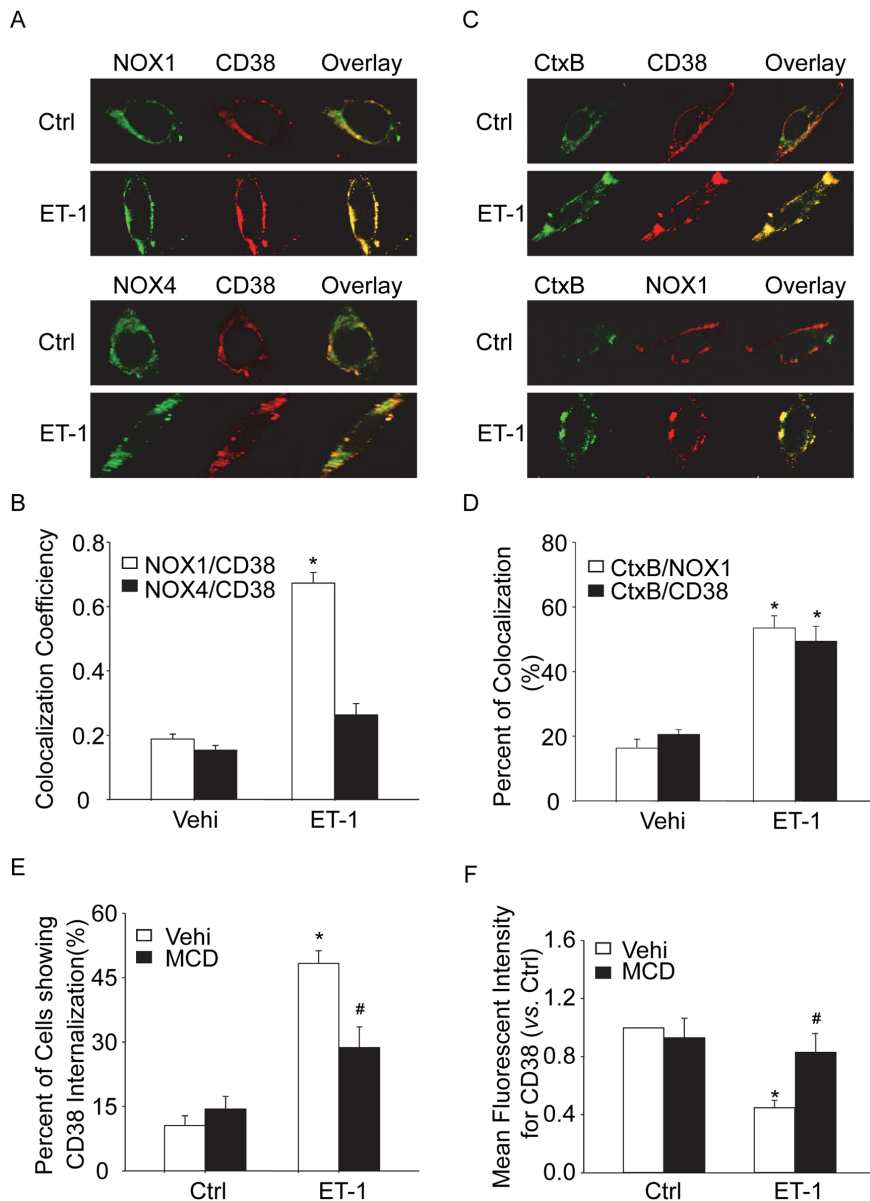 A
NOX1 CD38 Overlay
Ctrl
ET-1
NOX4 CD38 Overlay
Ctrl
ET-1
C
CtxB CD38 Overlay
Ctrl
ET-1
CtxB NOX1 Overlay
Ctrl
ET-1
B
Colocalization Coefficiency
0.8
0.6
0.4
0.2
0
NOX1/CD38
NOX4/CD38
*
Vehi ET-1
D
Percent of Colocalization
(%)
80
60
40
20
0
CtxB/NOX1
CtxB/CD38
* *
Vehi ET-1
E
Percent of Cells showing
CD38 Internalization(%)
60
45
30
15
0
Vehi
MCD
*
#
Ctrl ET-1
F
Mean Fluorescent Intensity
for CD38 (vs. Ctrl)
1.6
1.2
0.8
0.4
0.0
Vehi
MCD
#
*
Ctrl ET-1